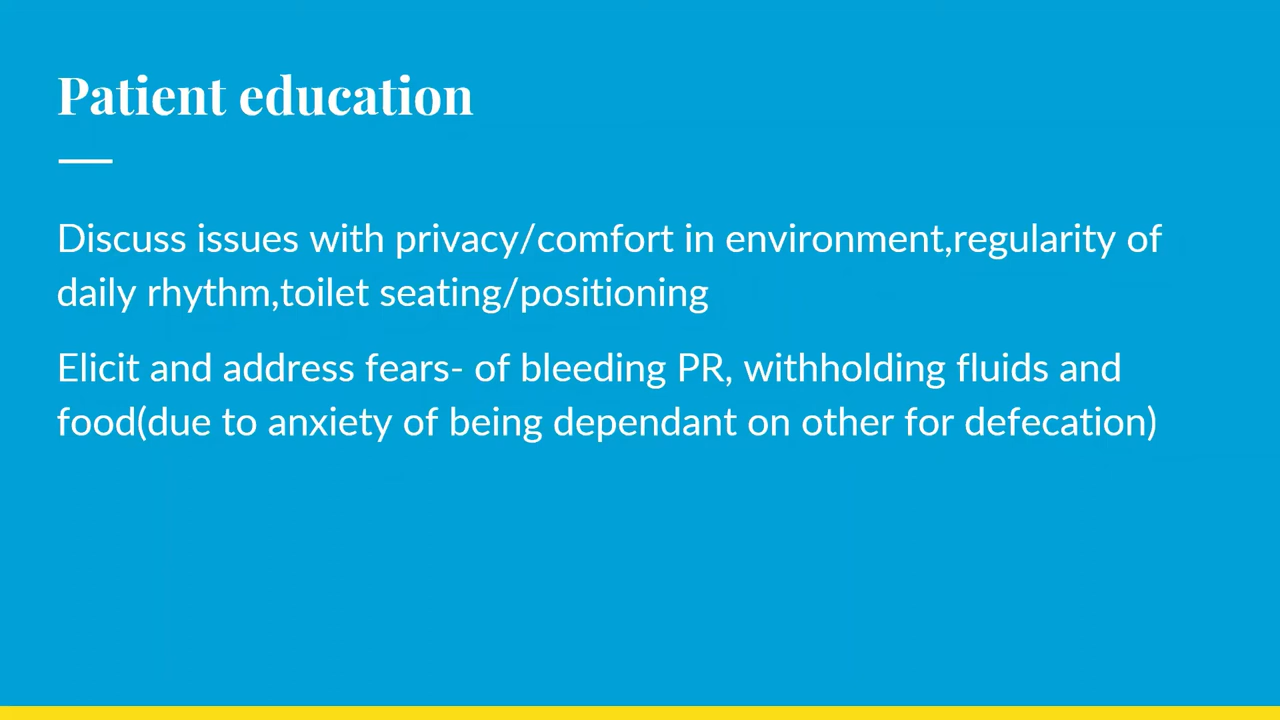 Patient education
Discuss issues with privacy/comfort in environment,regularity of
daily rhythm,toilet seating/positioning
Elicit and address fears- of bleeding PR, withholding fluids and
food(due to anxiety of being dependant on other for defecation)